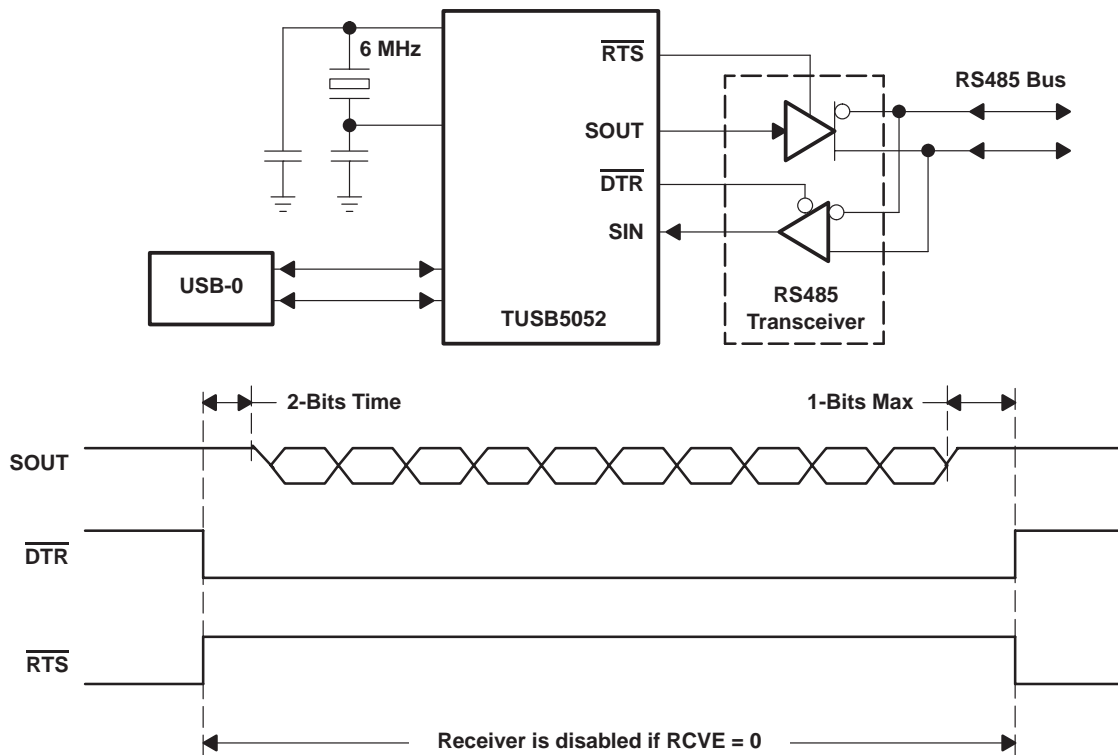 6 MHz
RTS
RS485 Bus
SOUT
DTR
SIN
USB-0
RS485
Transceiver
TUSB5052
2-Bits Time
1-Bits Max
SOUT
DTR
RTS
Receiver is disabled if RCVE = 0